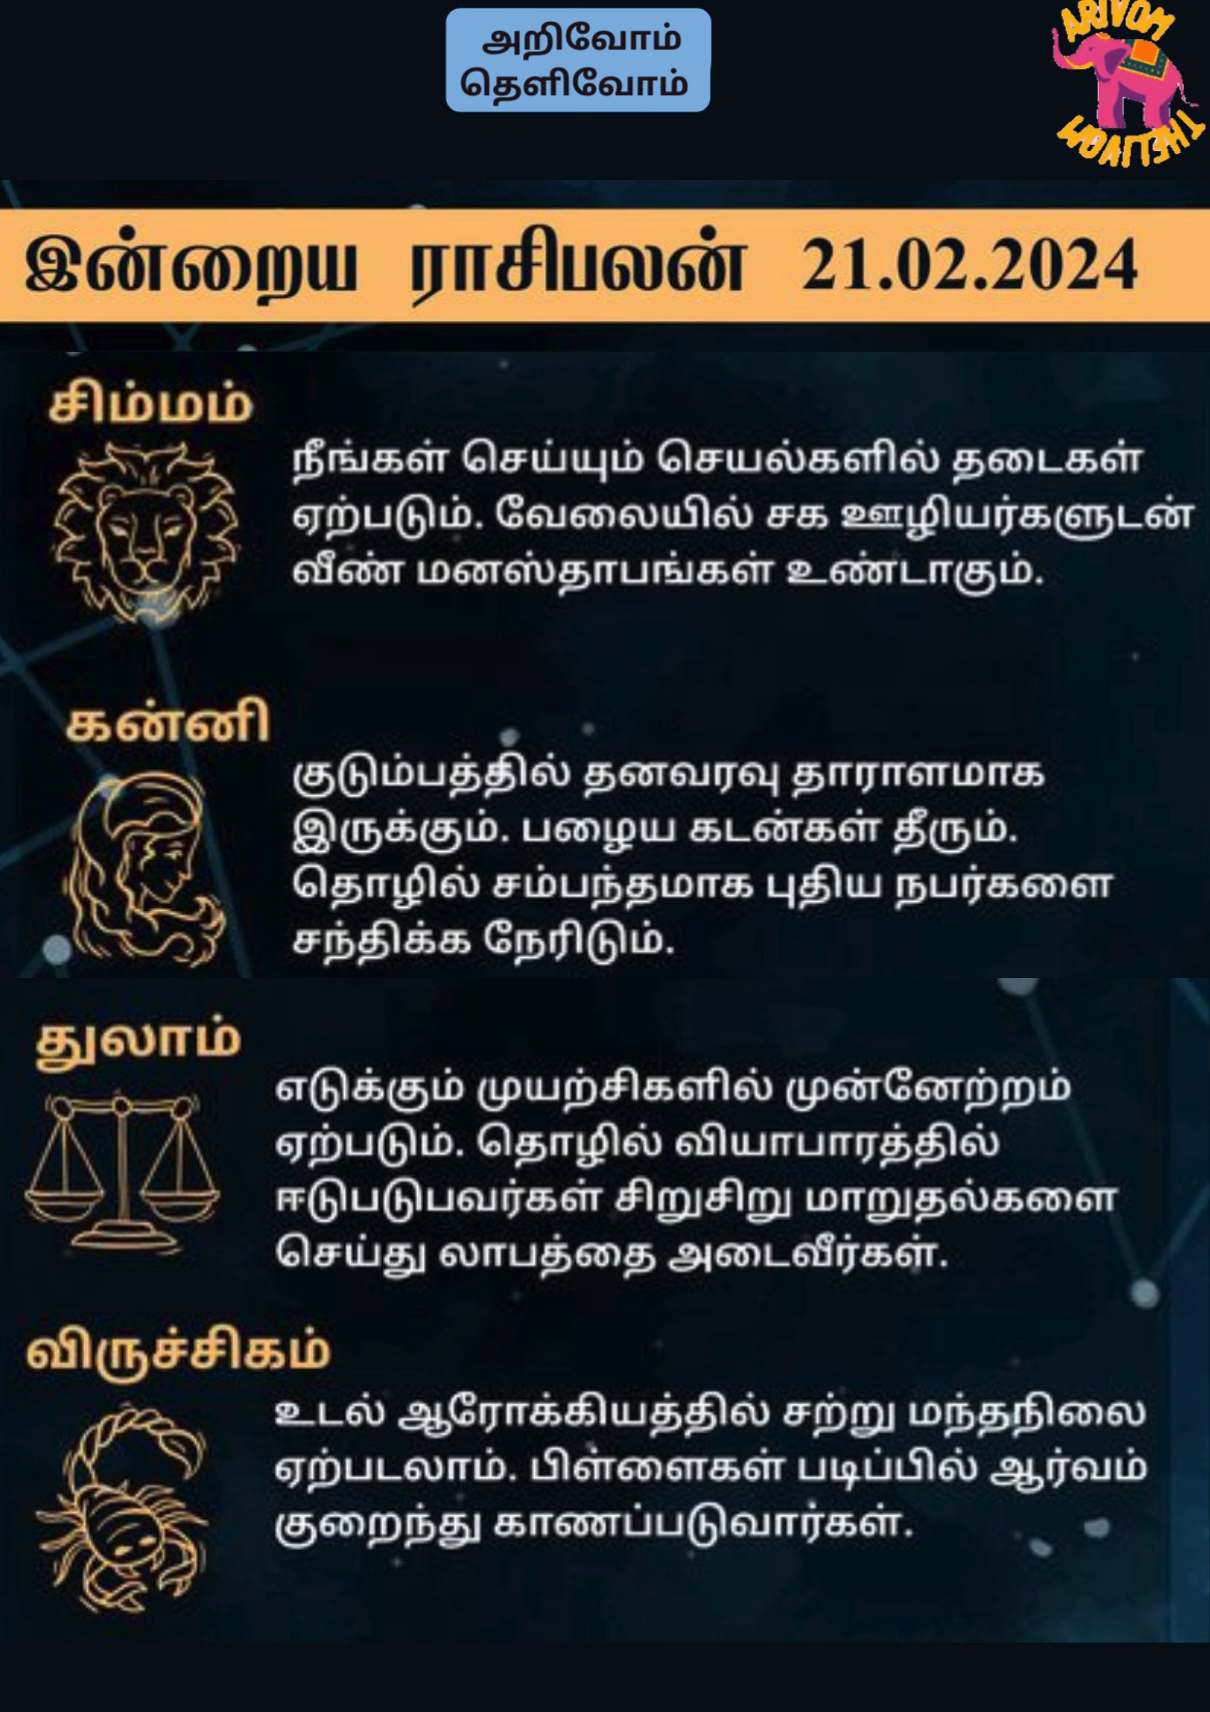 அறிவோம்
தெளிவோம்
ARIVOM
THELIVOM
இன்றைய ராசிபலன் 21.02.2024
சிம்மம்
நீங்கள் செய்யும் செயல்களில் தடைகள்
ஏற்படும். வேலையில் சக ஊழியர்களுடன்
வீண் மனஸ்தாபங்கள் உண்டாகும்.
கன்னி
குடும்பத்தில் தனவரவு தாராளமாக
இருக்கும். பழைய கடன்கள் தீரும்.
தொழில் சம்பந்தமாக புதிய நபர்களை
சந்திக்க நேரிடும்.
துலாம்
எடுக்கும் முயற்சிகளில் முன்னேற்றம்
ஏற்படும். தொழில் வியாபாரத்தில்
ஈடுபடுபவர்கள் சிறுசிறு மாறுதல்களை
செய்து லாபத்தை அடைவீர்கள்.
விருச்சிகம்
உடல் ஆரோக்கியத்தில் சற்று மந்தநிலை
ஏற்படலாம். பிள்ளைகள் படிப்பில் ஆர்வம்
குறைந்து காணப்படுவார்கள்.